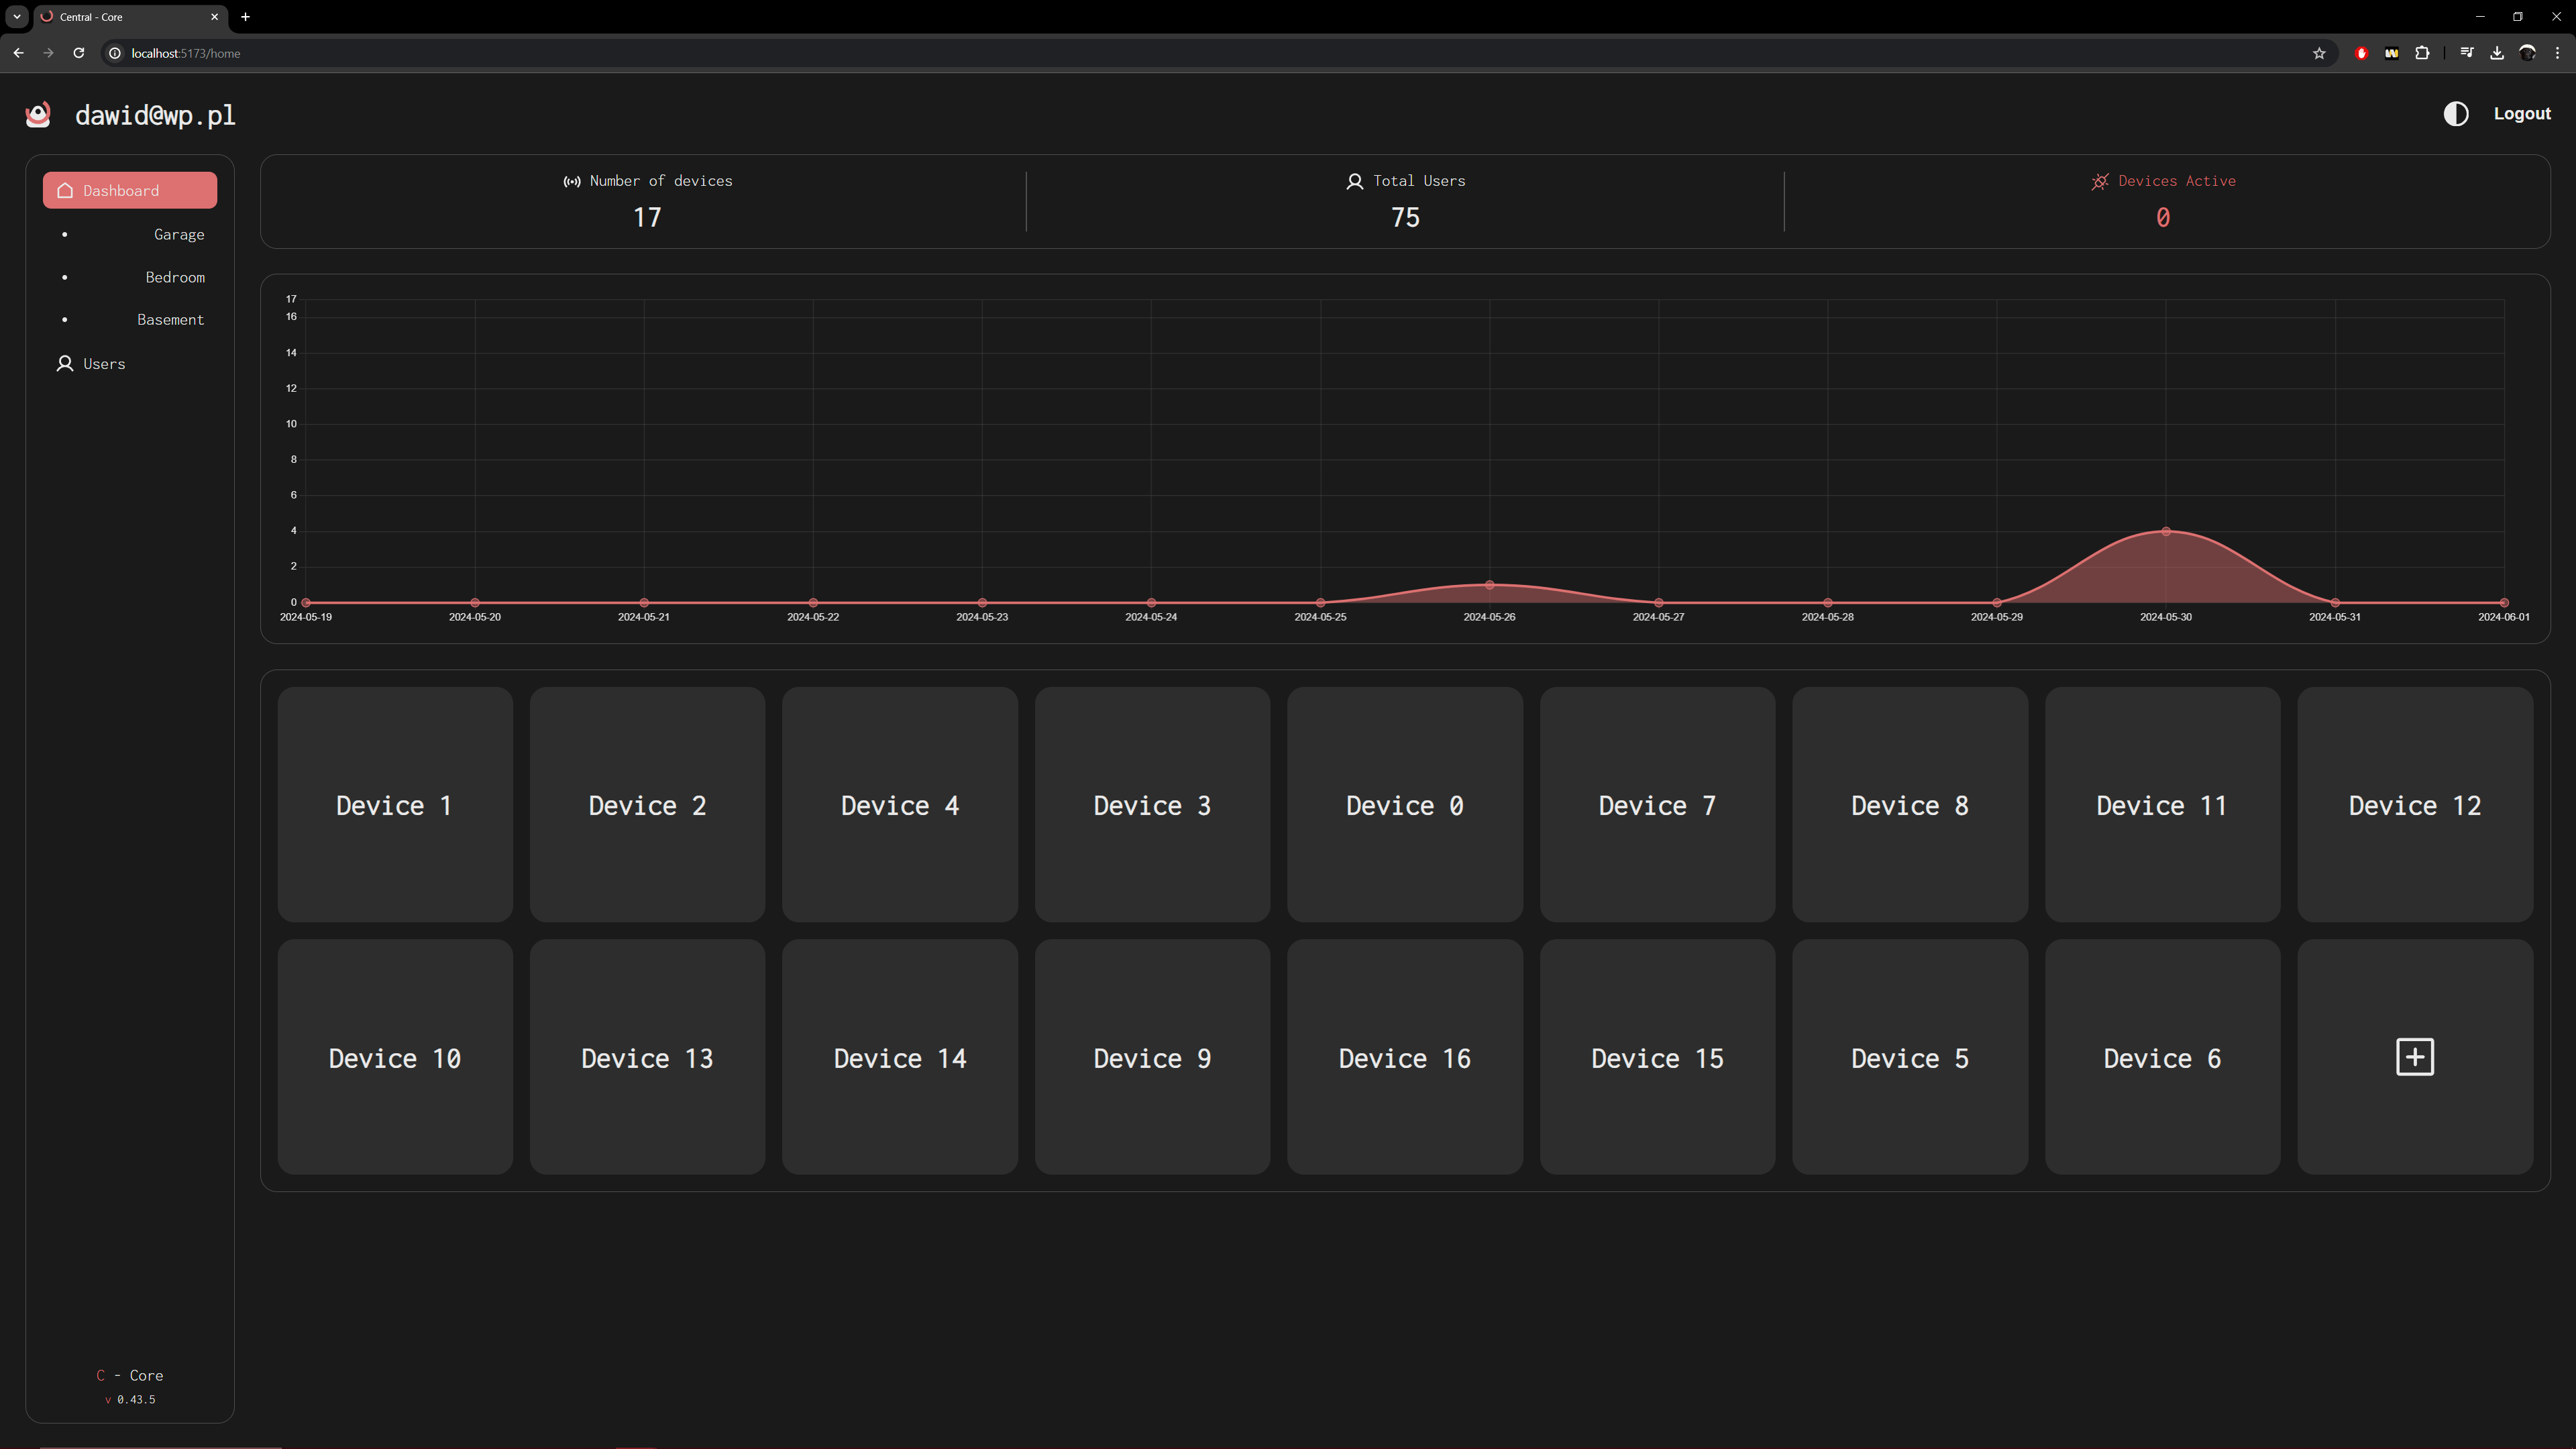 Central - Core
localhost:5173/home
dawid@wp.pl
Logout
Dashboard
• Garage
• Bedroom
• Basement
Users
C - Core
v 0.43.5
Number of devices
17
Total Users
75
Devices Active
0
17
16
14
12
10
8
6
4
2
0
2024-05-19 2024-05-20 2024-05-21 2024-05-22 2024-05-23 2024-05-24 2024-05-25 2024-05-26 2024-05-27 2024-05-28 2024-05-29 2024-05-30 2024-05-31 2024-06-01
Device 1 Device 2 Device 4 Device 3 Device 0 Device 7 Device 8 Device 11 Device 12
Device 10 Device 13 Device 14 Device 9 Device 16 Device 15 Device 5 Device 6